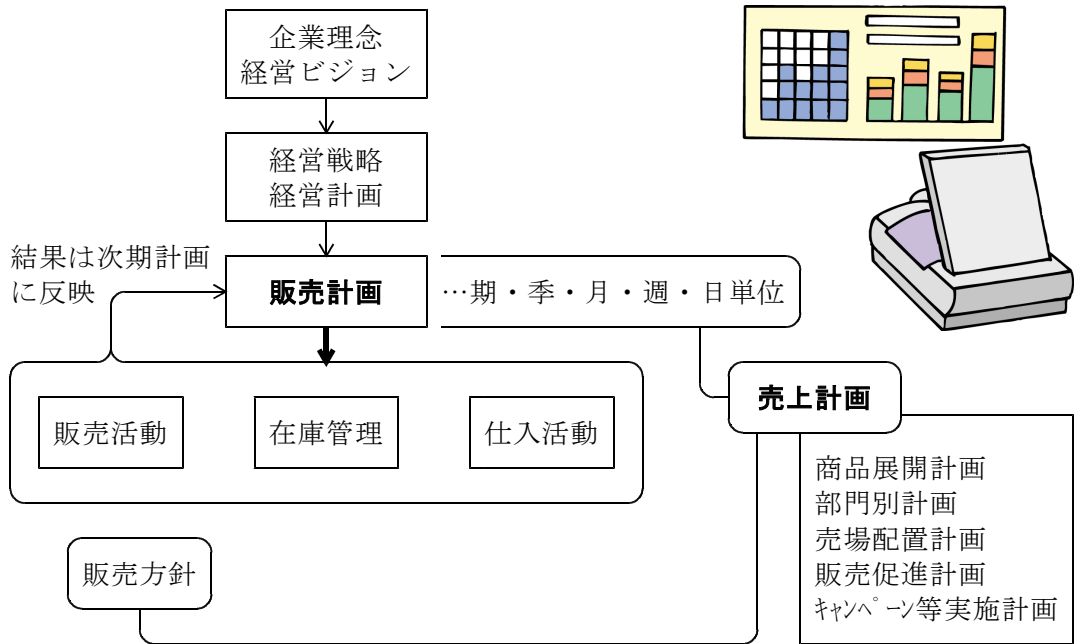 企業理念
経営ビジョン
経営戦略
経営計画
結果は次期計画
に反映
販売計画
…期・季・月・週・日単位
売上計画
販売活動
在庫管理
仕入活動
商品展開計画
部門別計画
売場配置計画
販売促進計画
ｷｬﾝﾍﾟｰﾝ等実施計画
販売方針